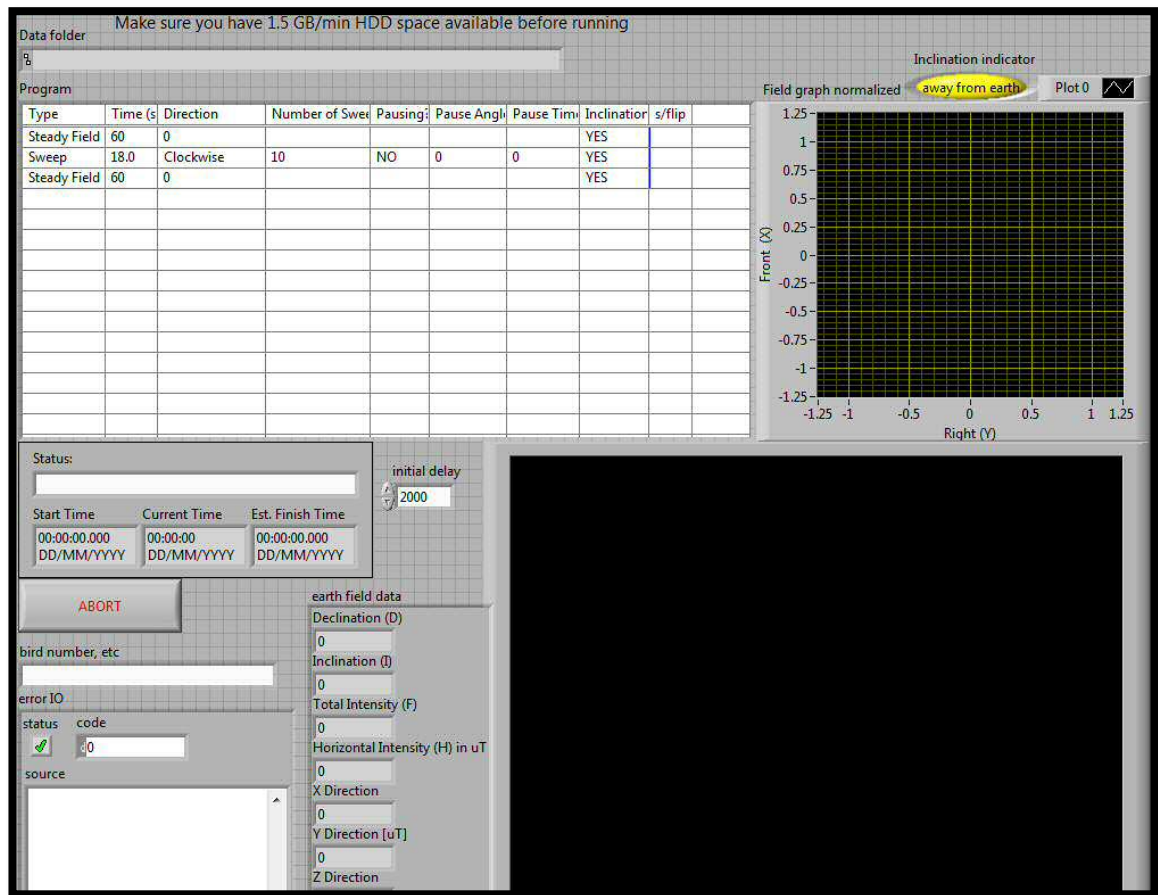 Make sure you have 1.5 GB/min HDD space available before running
Data folder
Inclination indicator
Program
Field graph normalized
away from earth
Plot 0
Type Time (s Direction Number of Swee Pausing? Pause Angl Pause Tim Inclination s/flip
Steady Field 60 0 YES
Sweep 18.0 Clockwise 10 NO 0 0 YES
Steady Field 60 0 YES
1.25
1
0.75
0.5
0.25
0
-0.25
-0.5
-0.75
-1
-1.25
Front (X)
-1.25 -1 -0.5 0 0.5 1 1.25
Right (Y)
Status:
initial delay
2000
Start Time Current Time Est. Finish Time
00:00:00.000 00:00:00 00:00:00.000
DD/MM/YYYY DD/MM/YYYY DD/MM/YYYY
ABORT
earth field data
Declination (D)
0
bird number, etc
Inclination (I)
0
error IO
Total Intensity (F)
0
status code
0
Horizontal Intensity (H) in uT
0
source
X Direction
0
Y Direction [uT]
0
Z Direction